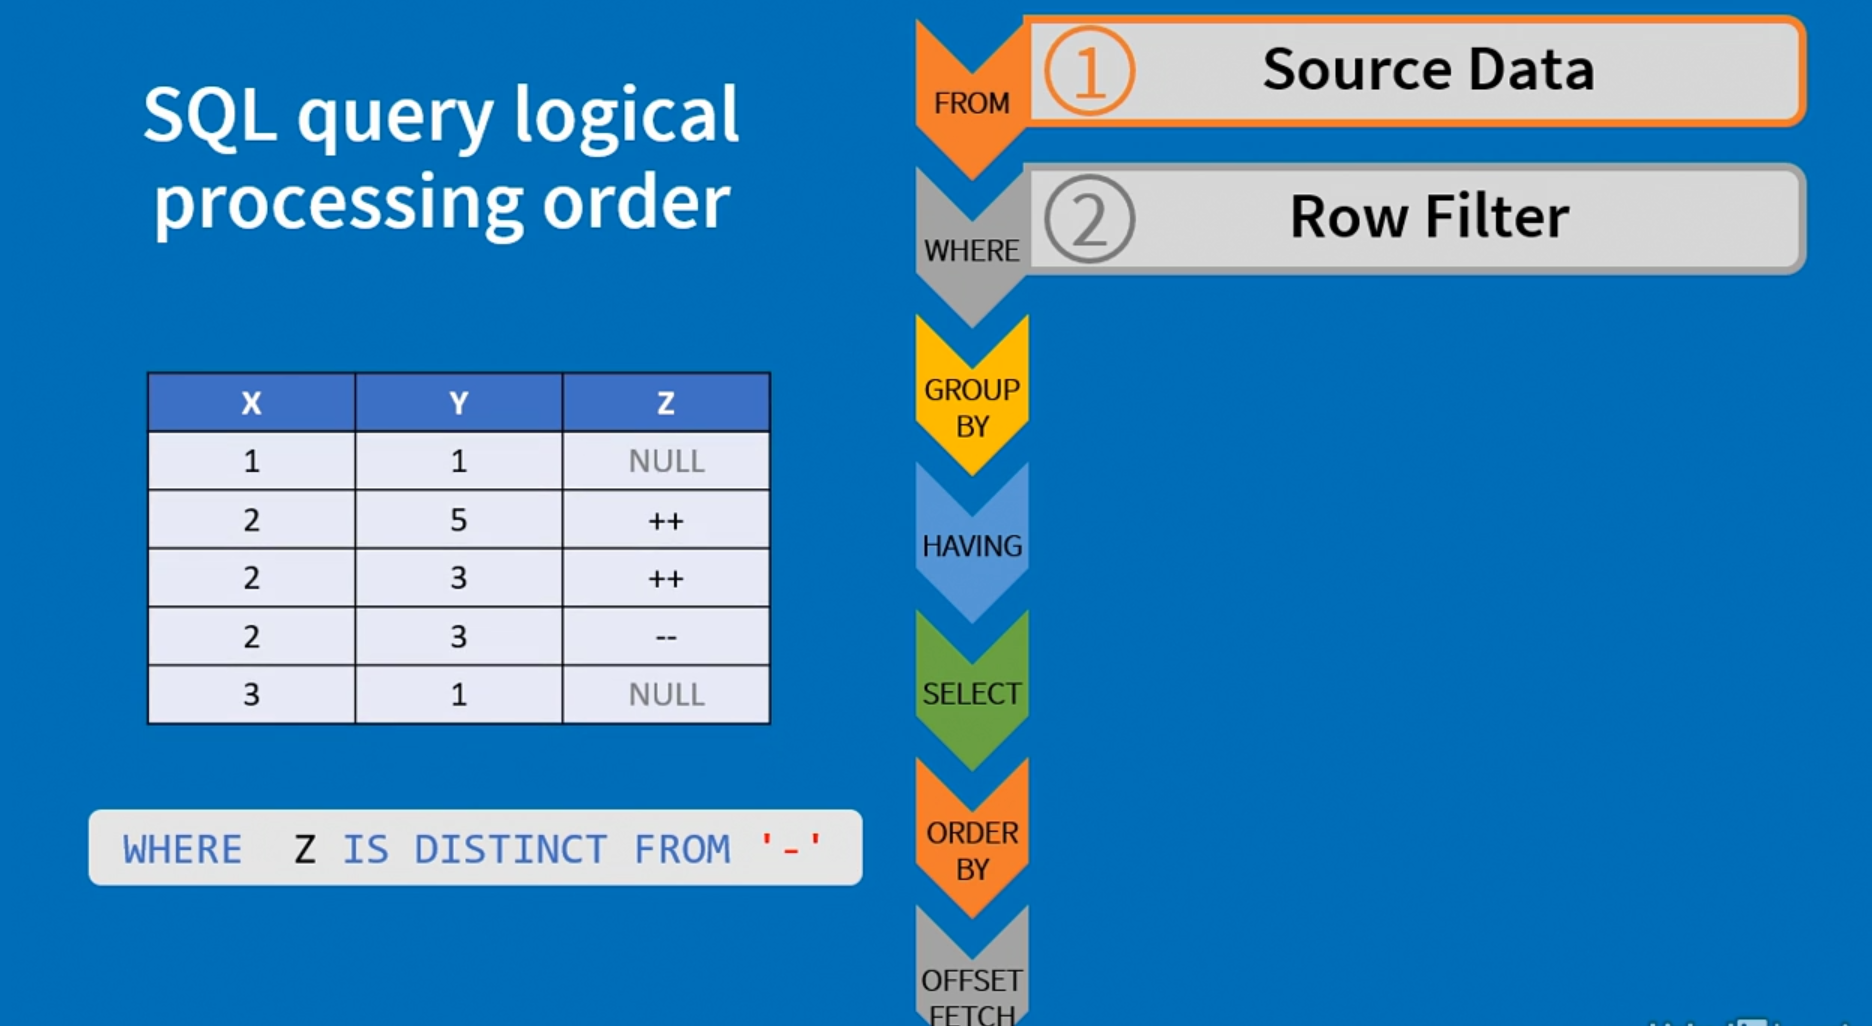 SQL query logical
processing order
X Y Z
1 1 NULL
2 5 ++
2 3 ++
2 3 --
3 1 NULL
WHERE  Z IS DISTINCT FROM '-'
FROM
1 Source Data
WHERE
2 Row Filter
GROUP
BY
HAVING
SELECT
ORDER
BY
OFFSET
FETCH